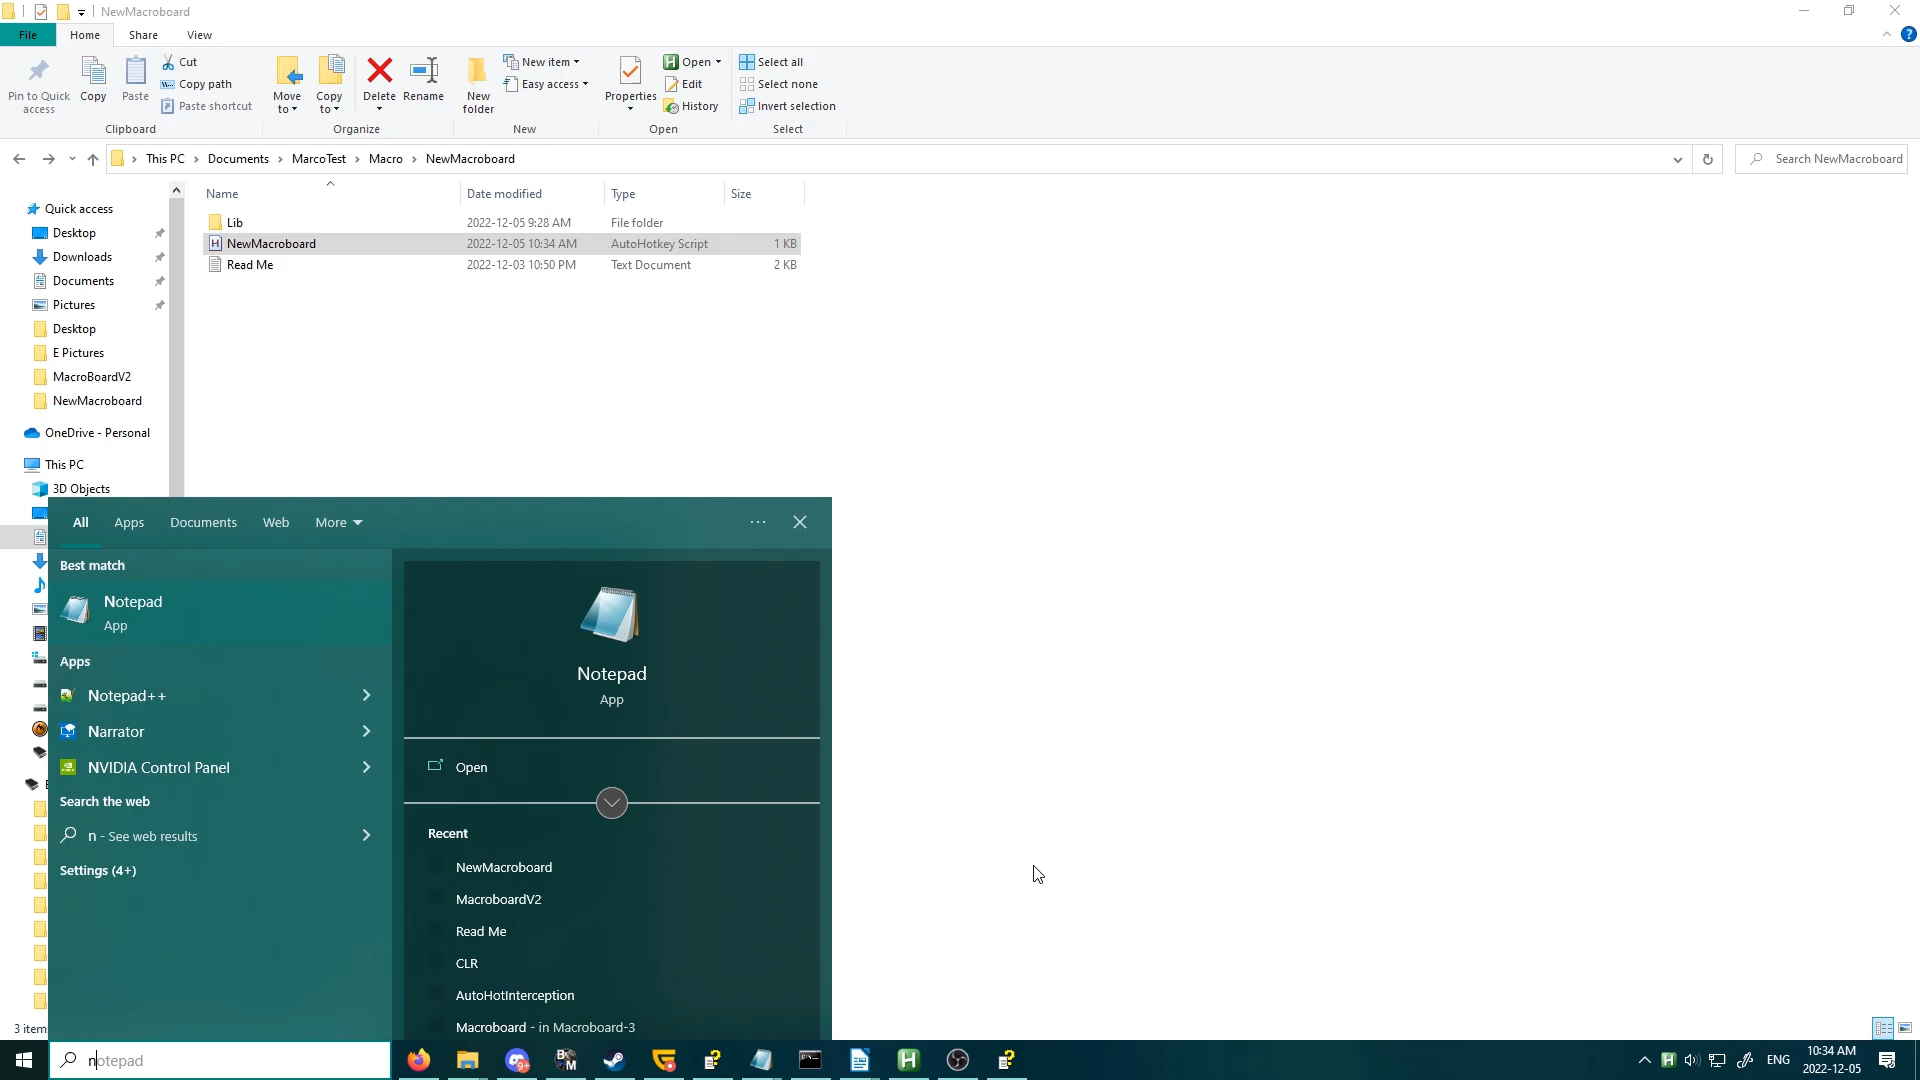 NewMacroboard
File Home Share View
Pin to Quick access
Copy
Paste
Cut
Copy path
Paste shortcut
Clipboard
Move to
Copy to
Delete
Rename
Organize
New folder
New item
Easy access
New
Properties
Open
Edit
History
Open
Select all
Select none
Invert selection
Select
This PC Documents MarcoTest Macro NewMacroboard
Search NewMacroboard
Name Date modified Type Size
Lib 2022-12-05 9:28 AM File folder
NewMacroboard 2022-12-05 10:34 AM AutoHotkey Script 1 KB
Read Me 2022-12-03 10:50 PM Text Document 2 KB
Quick access
Desktop
Downloads
Documents
Pictures
Desktop
E Pictures
MacroBoardV2
NewMacroboard
OneDrive - Personal
This PC
3D Objects
3 item
All Apps Documents Web More
Best match
Notepad
App
Apps
Notepad++
Narrator
NVIDIA Control Panel
Search the web
n - See web results
Settings (4+)
Notepad
App
Open
Recent
NewMacroboard
MacroboardV2
Read Me
CLR
AutoHotInterception
Macroboard - in Macroboard-3
notepad
ENG
10:34 AM
2022-12-05